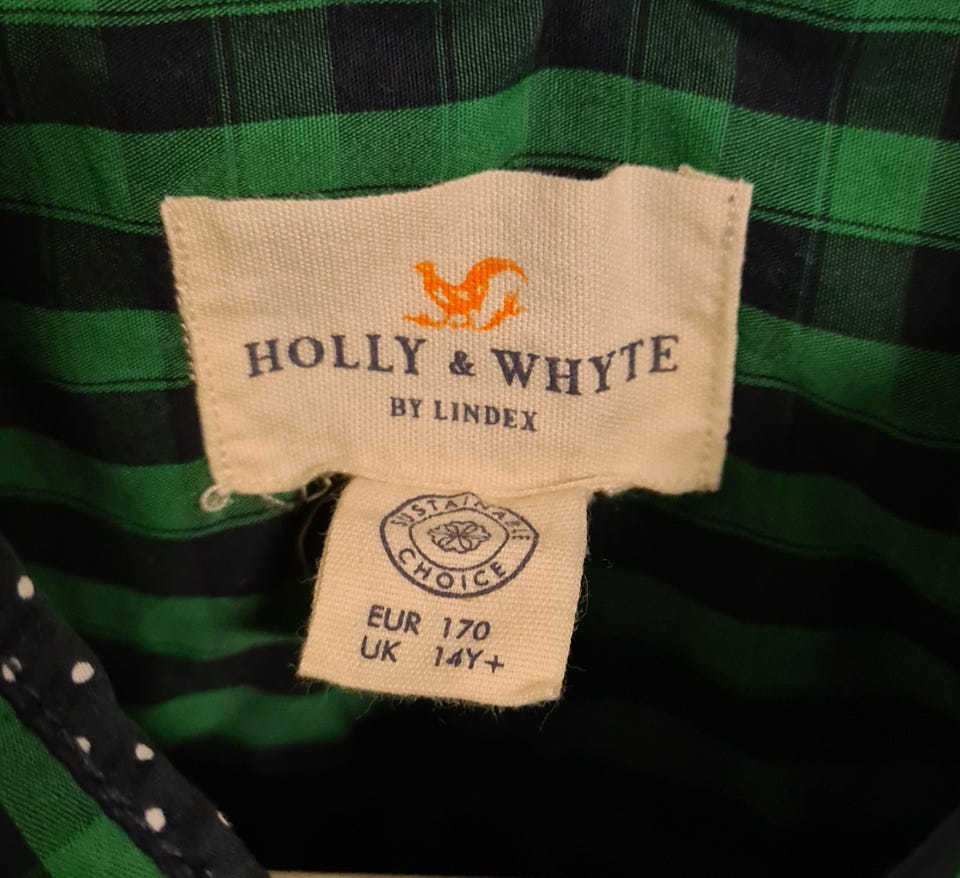 HOLLY & WHYTE
BY LINDEX
SUSTAINABLE
CHOICE
EUR 170
UK 14Y+